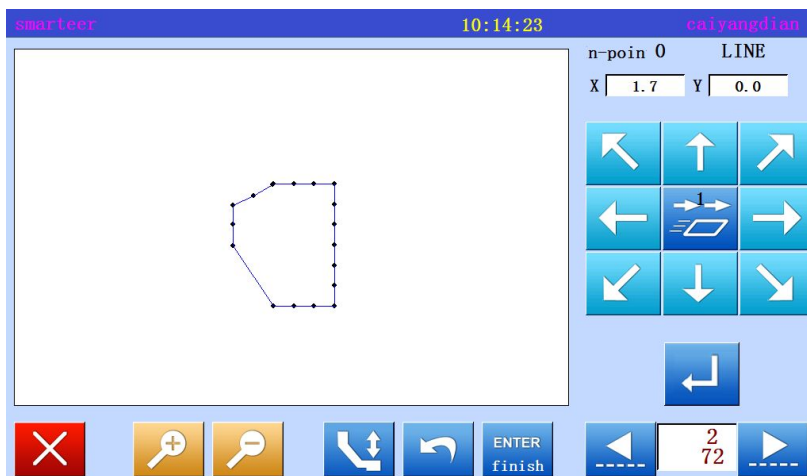 smarteer 10:14:23 caiyangdian
n-poin 0 LINE
X 1.7 Y 0.0
1
ENTER
finish
2
72